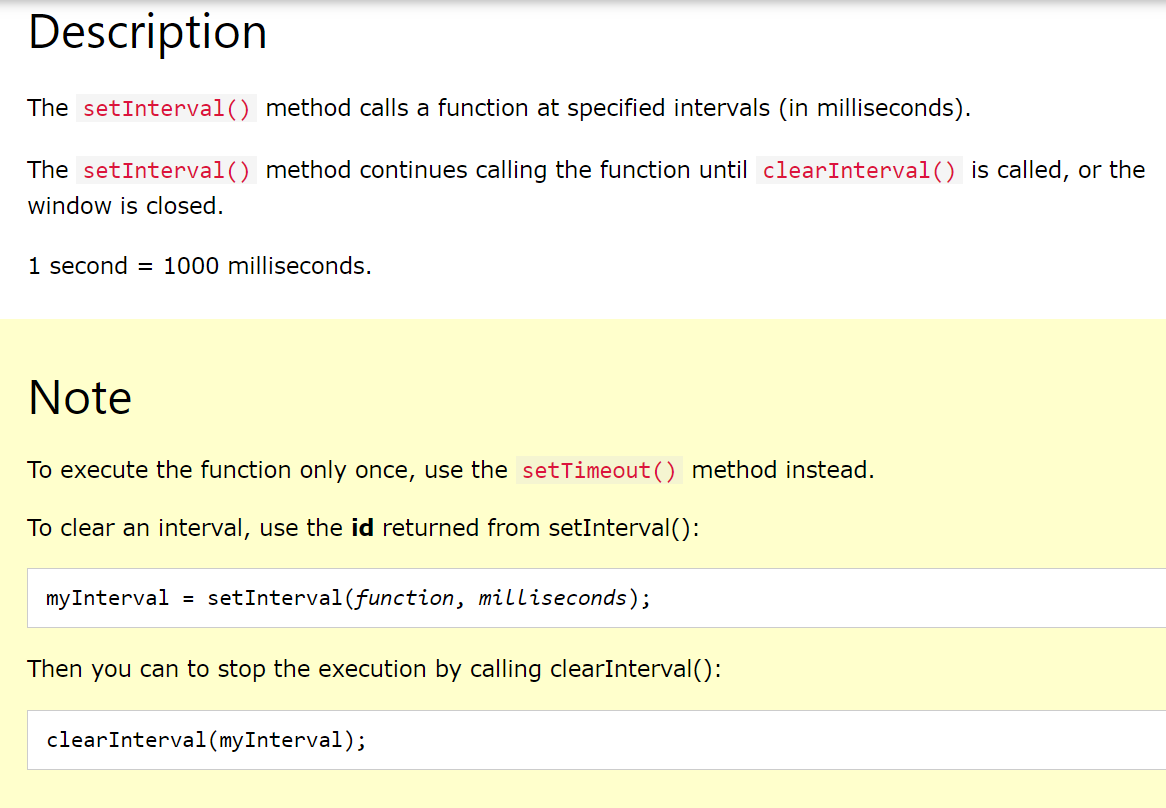 Description
The setInterval() method calls a function at specified intervals (in milliseconds).
The setInterval() method continues calling the function until clearInterval() is called, or the
window is closed.
1 second = 1000 milliseconds.
Note
To execute the function only once, use the setTimeout() method instead.
To clear an interval, use the id returned from setInterval():
myInterval = setInterval(function, milliseconds);
Then you can to stop the execution by calling clearInterval():
clearInterval(myInterval);